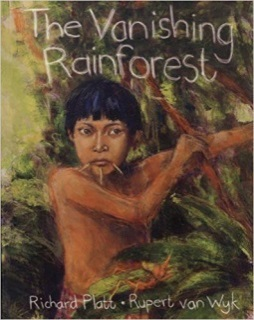 The Vanishing
Rainforest
Richard Platt • Rupert van Wyk